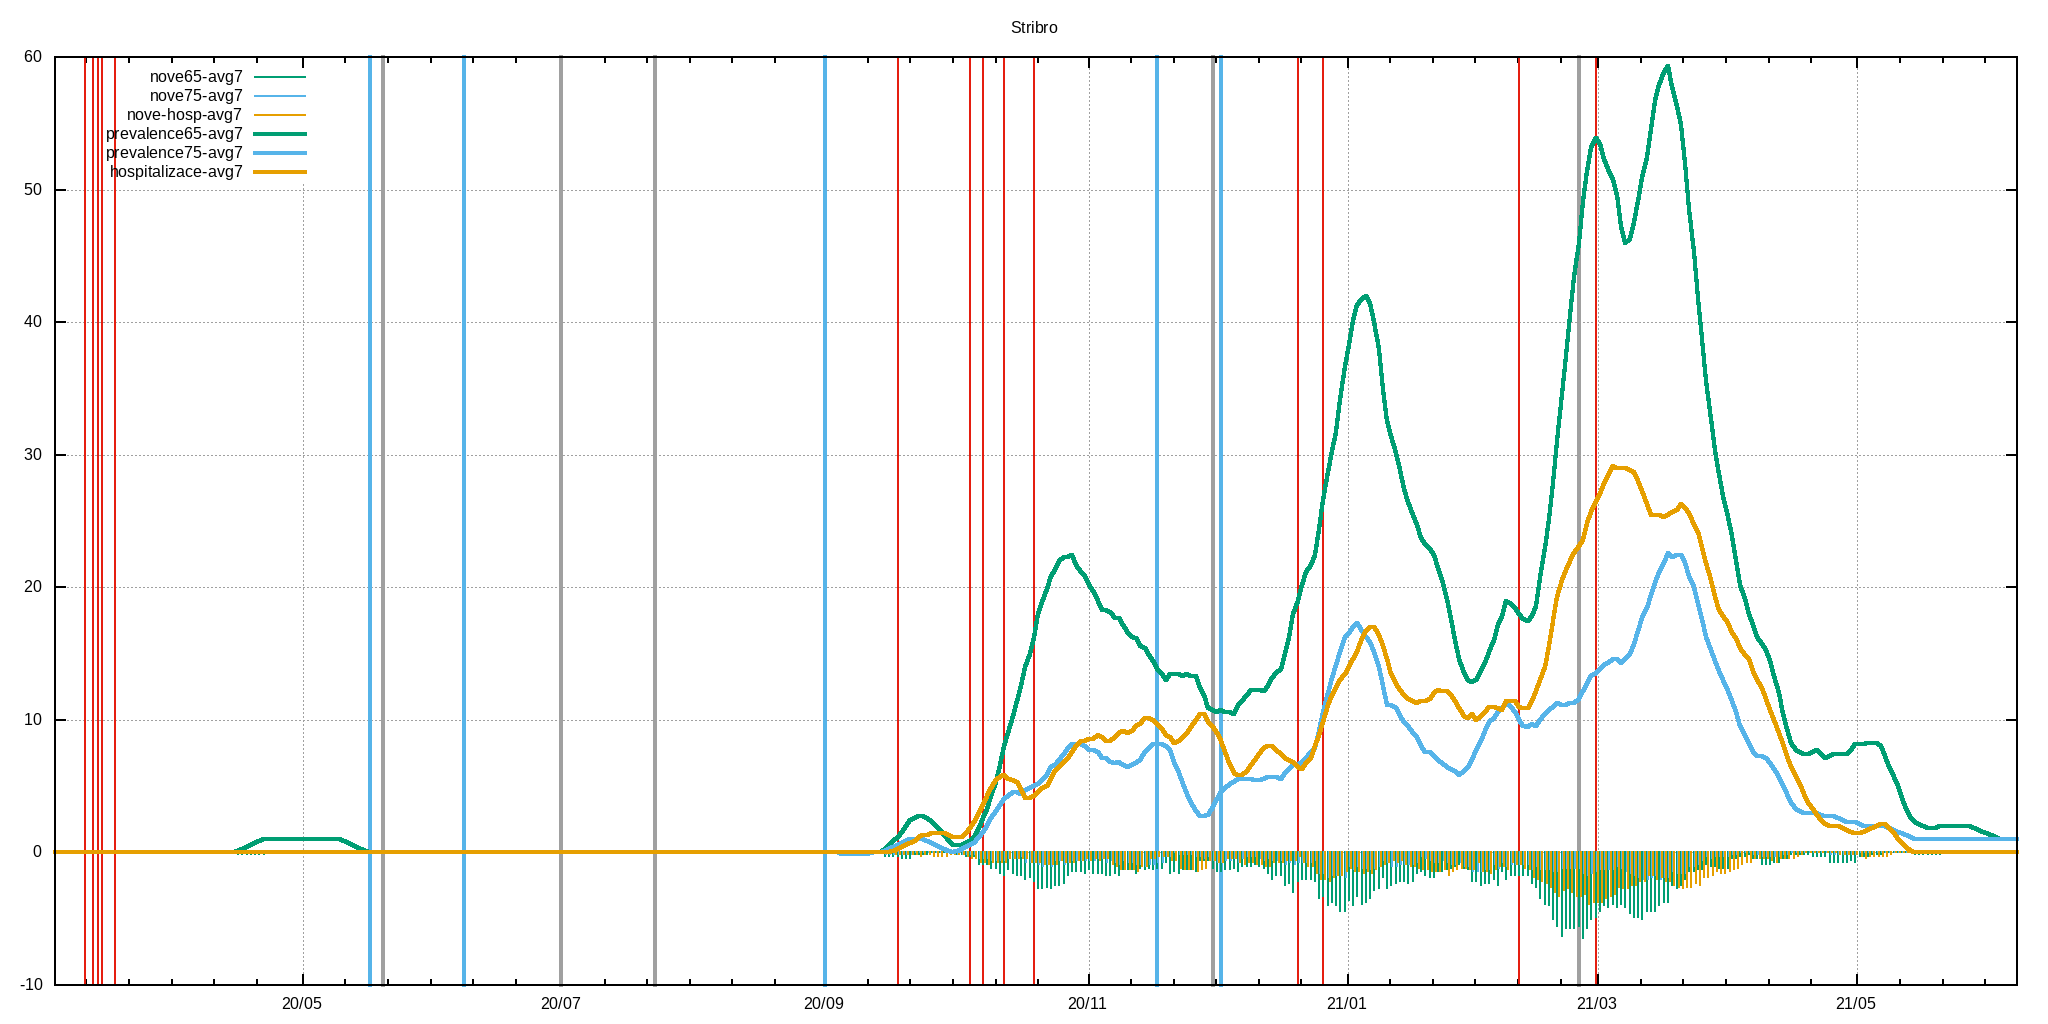 Stribro
60
50
40
30
20
10
0
-10
nove65-avg7
nove75-avg7
nove-hosp-avg7
prevalence65-avg7
prevalence75-avg7
hospitalizace-avg7
20/05 20/07 20/09 20/11 21/01 21/03 21/05